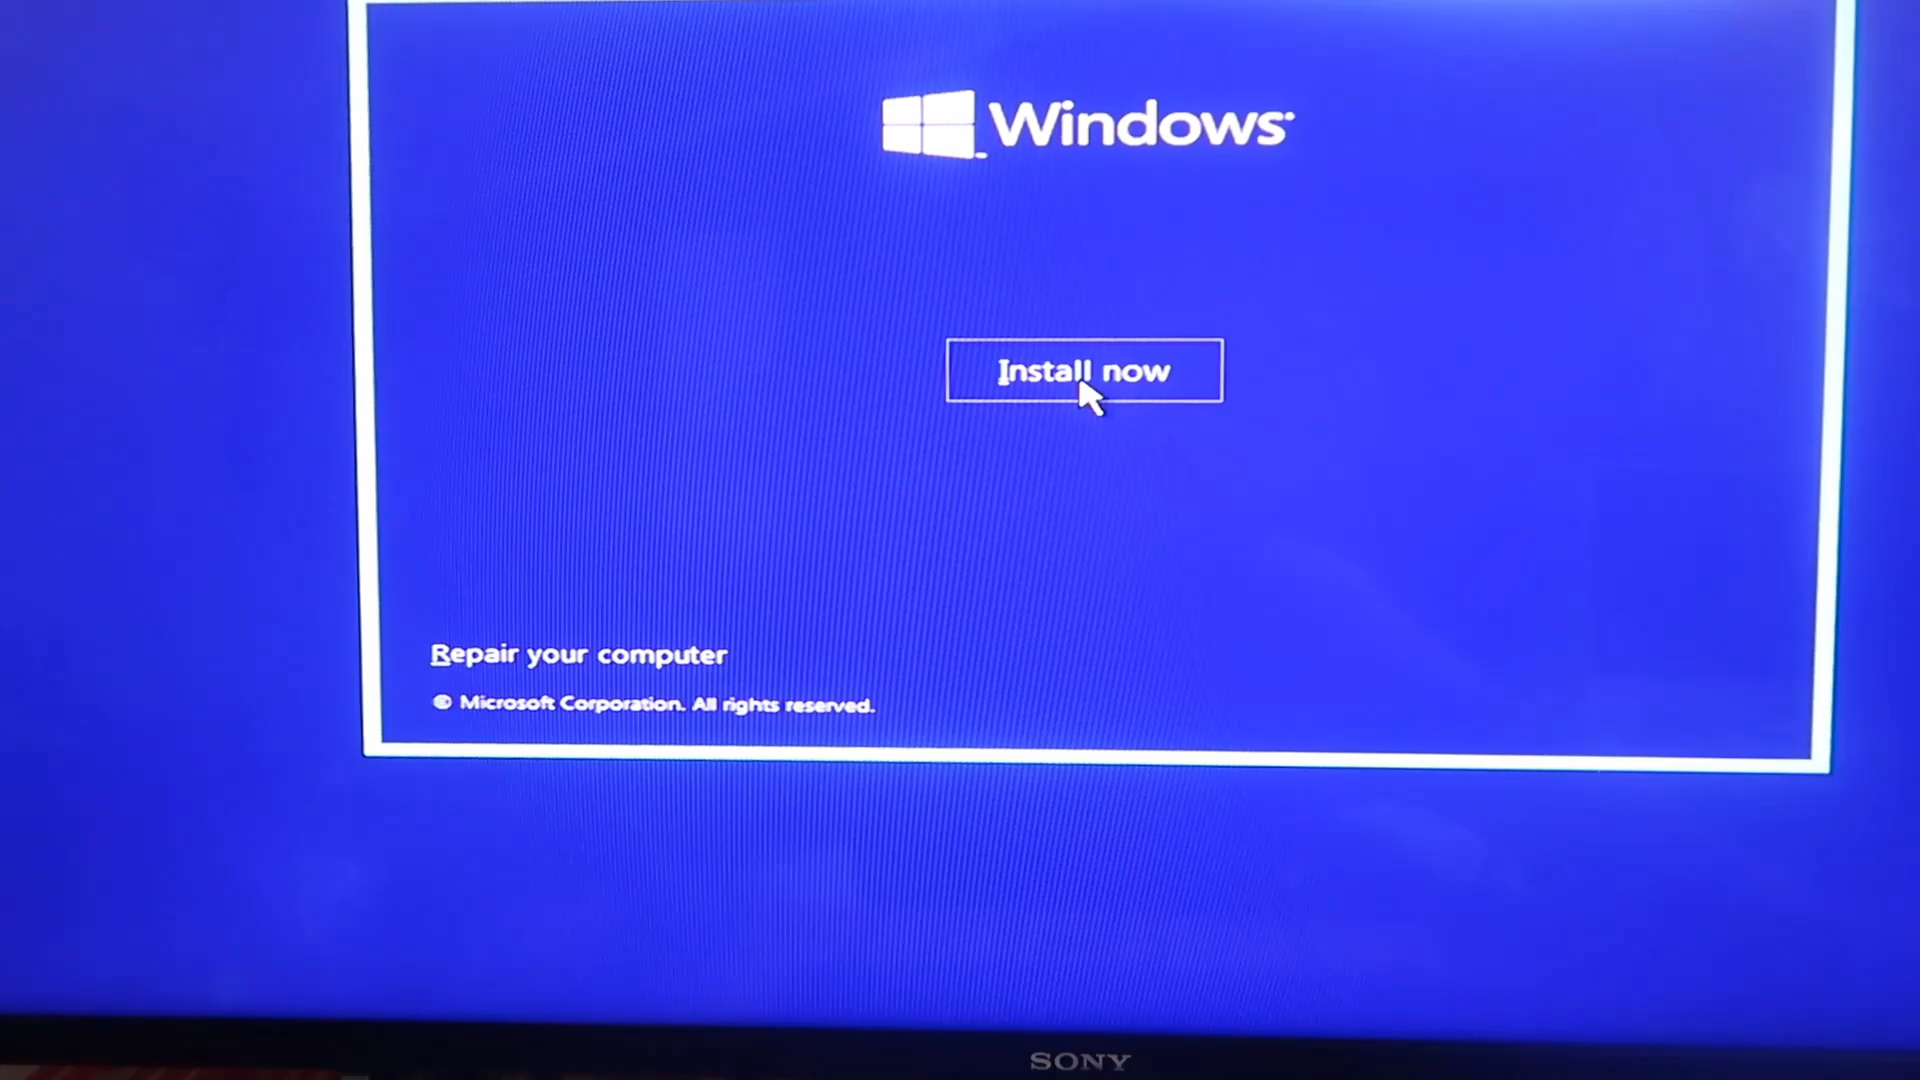 Windows
Install now
Repair your computer
© Microsoft Corporation. All rights reserved.
SONY